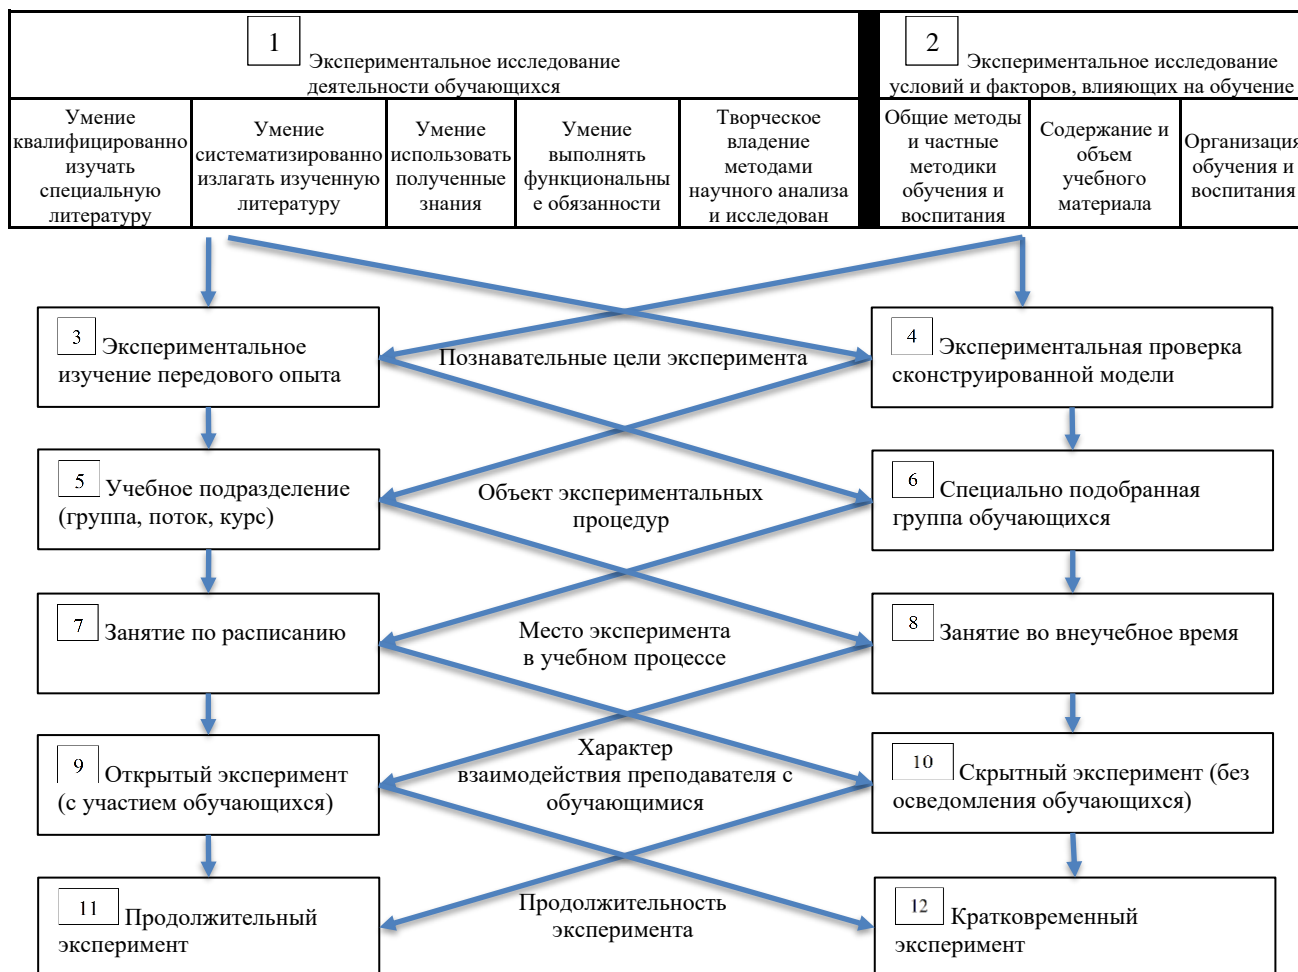 1 Экспериментальное исследование
деятельности обучающихся
2 Экспериментальное исследование
условий и факторов, влияющих на обучение
Умение
квалифицированно
изучать
специальную
литературу
Умение
систематизированно
излагать изученную
литературу
Умение
использовать
полученные
знания
Умение
выполнять
функциональны
е обязанности
Творческое
владение
методами
научного анализа
и исследован
Общие методы
и частные
методики
обучения и
воспитания
Содержание и
объем
учебного
материала
Организация
обучения и
воспитания
3 Экспериментальное
изучение передового опыта
Познавательные цели эксперимента
4 Экспериментальная проверка
сконструированной модели
5 Учебное подразделение
(группа, поток, курс)
Объект экспериментальных
процедур
6 Специально подобранная
группа обучающихся
7 Занятие по расписанию
Место эксперимента
в учебном процессе
8 Занятие во внеучебное время
9 Открытый эксперимент
(с участием обучающихся)
Характер
взаимодействия преподавателя с
обучающимися
10 Скрытный эксперимент (без
осведомления обучающихся)
11 Продолжительный
эксперимент
Продолжительность
эксперимента
12 Кратковременный
эксперимент